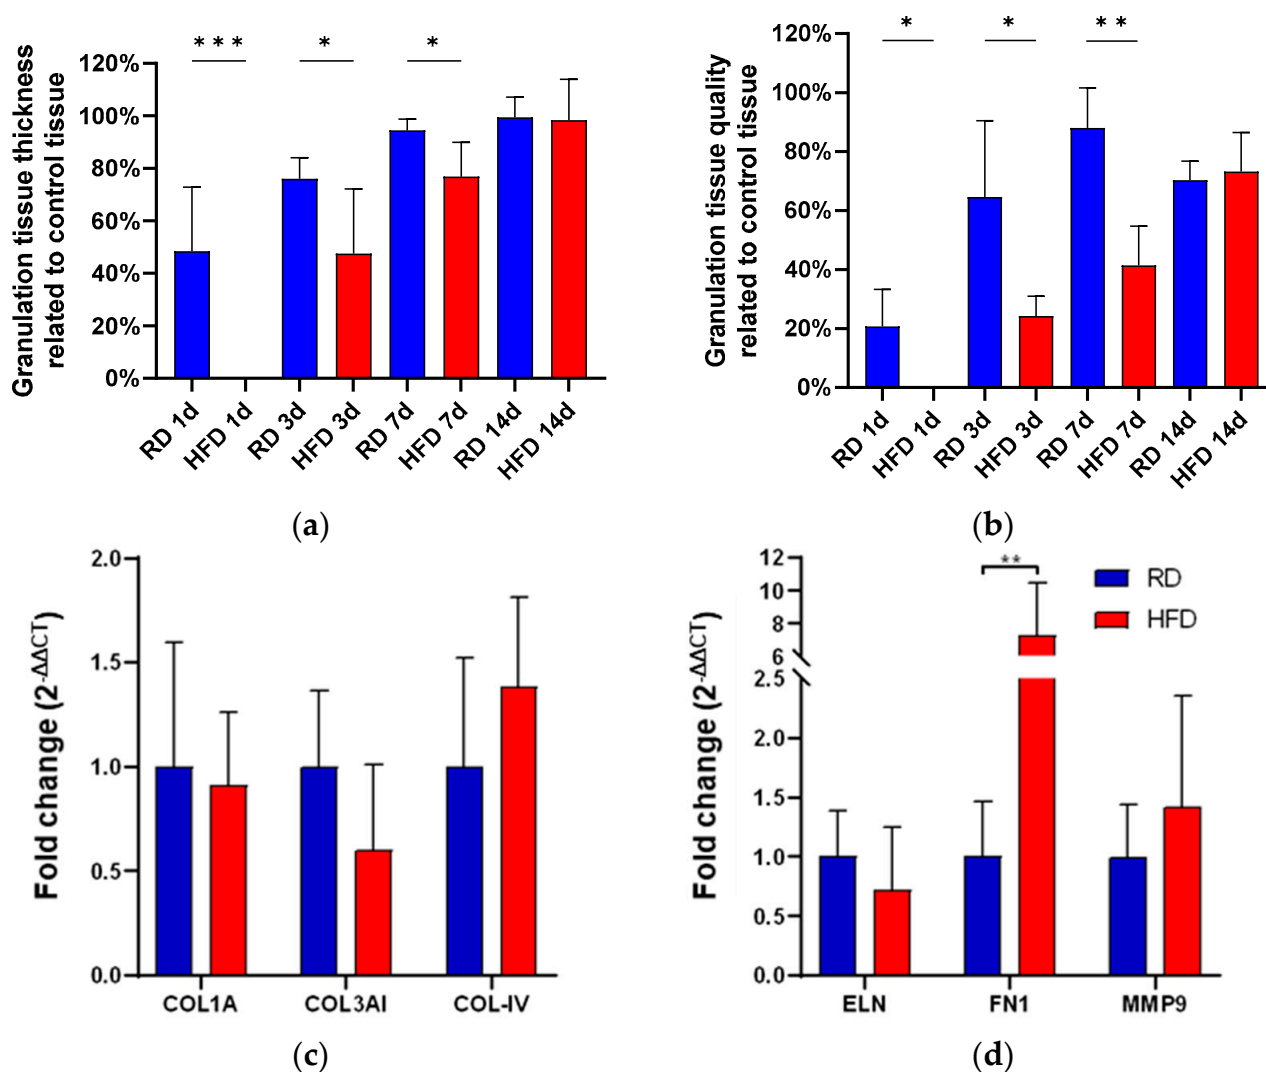 Granulation tissue thickness
related to control tissue
* * *
*
*
120%
100%
80%
60%
40%
20%
0%
RD 1d
HFD 1d
RD 3d
HFD 3d
RD 7d
HFD 7d
RD 14d
HFD 14d
(a)
Granulation tissue quality
related to control tissue
*
*
* *
120%
100%
80%
60%
40%
20%
0%
RD 1d
HFD 1d
RD 3d
HFD 3d
RD 7d
HFD 7d
RD 14d
HFD 14d
(b)
Fold change (2-ΔΔCT)
2.0
1.5
1.0
0.5
0.0
COL1A
COL3AI
COL-IV
(c)
Fold change (2-ΔΔCT)
12
10
8
6
2.5
2.0
1.5
1.0
0.5
0.0
**
RD
HFD
ELN
FN1
MMP9
(d)